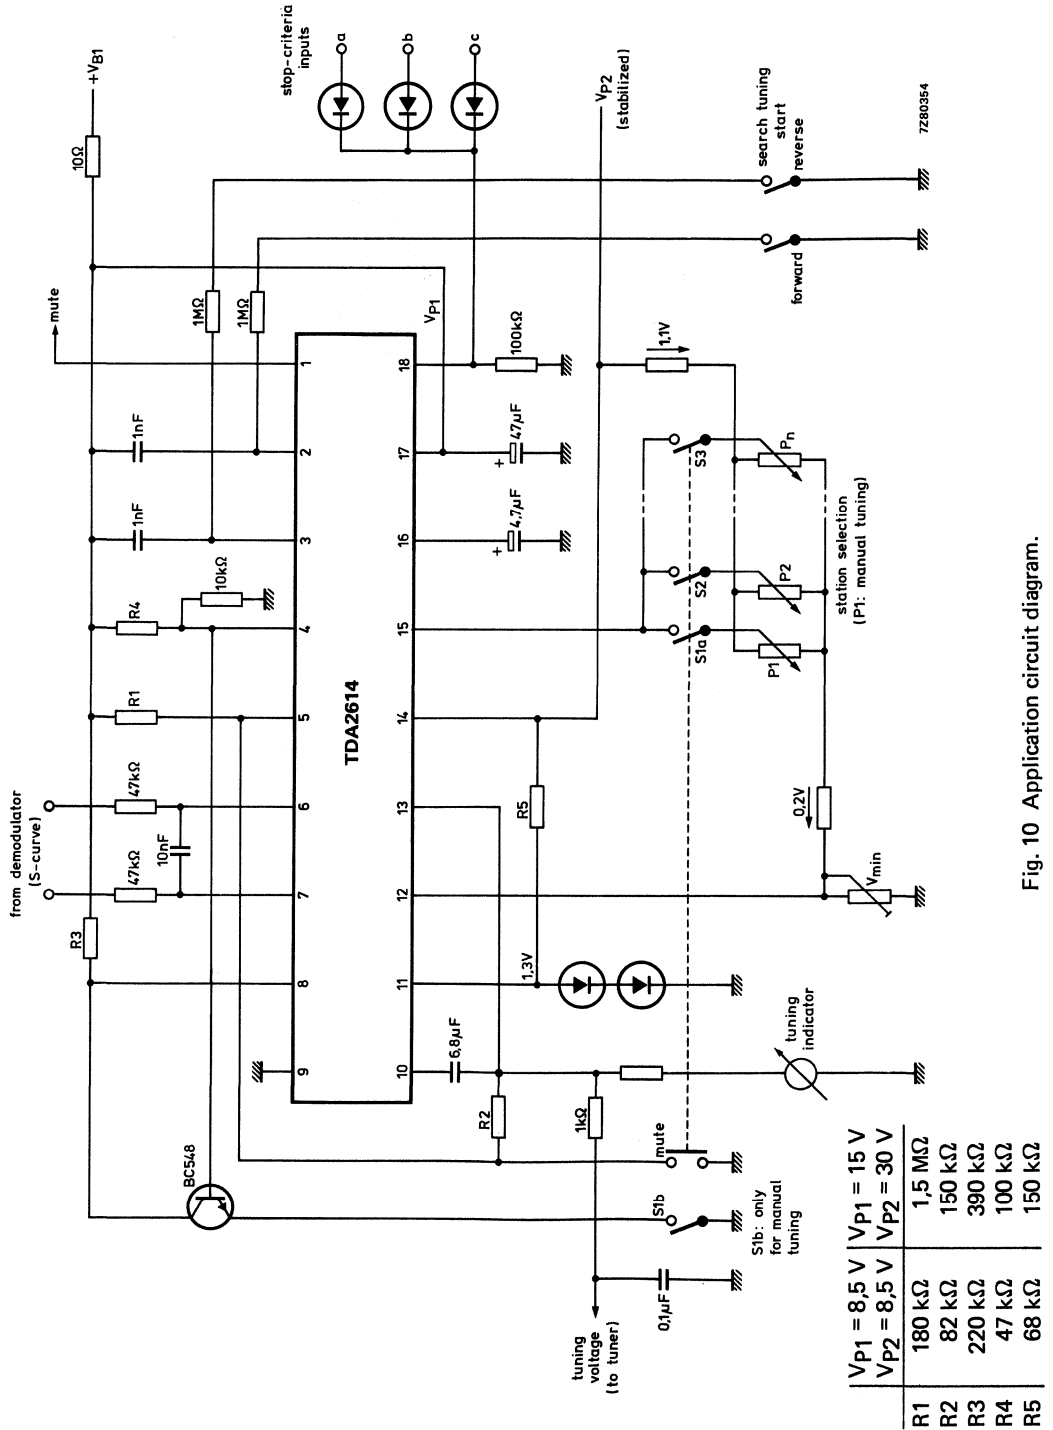 from demodulator
(S-curve)
mute
+VB1
10Ω
stop-criteria
inputs
a
b
c
R3
47kΩ
47kΩ
10nF
R1
R4
10kΩ
1nF
1nF
1MΩ
1MΩ
VP1
BC548
9
8
7
6
5
4
3
2
1
TDA2614
10
11
12
13
14
15
16
17
18
6,8µF
1,3V
R5
R2
1kΩ
4,7µF
+
47µF
+
100kΩ
VP2
(stabilized)
1,1V
mute
S1b
S1b: only
for manual
tuning
0,1µF
tuning
voltage
(to tuner)
tuning
indicator
Vmin
0,2V
S1a
S2
S3
P1
P2
Pn
station selection
(P1: manual tuning)
forward
search tuning
start
reverse
7Z80354
VP1 = 8,5 V VP1 = 15 V
VP2 = 8,5 V VP2 = 30 V
R1 180 kΩ 1,5 MΩ
R2 82 kΩ 150 kΩ
R3 220 kΩ 390 kΩ
R4 47 kΩ 100 kΩ
R5 68 kΩ 150 kΩ
Fig. 10 Application circuit diagram.